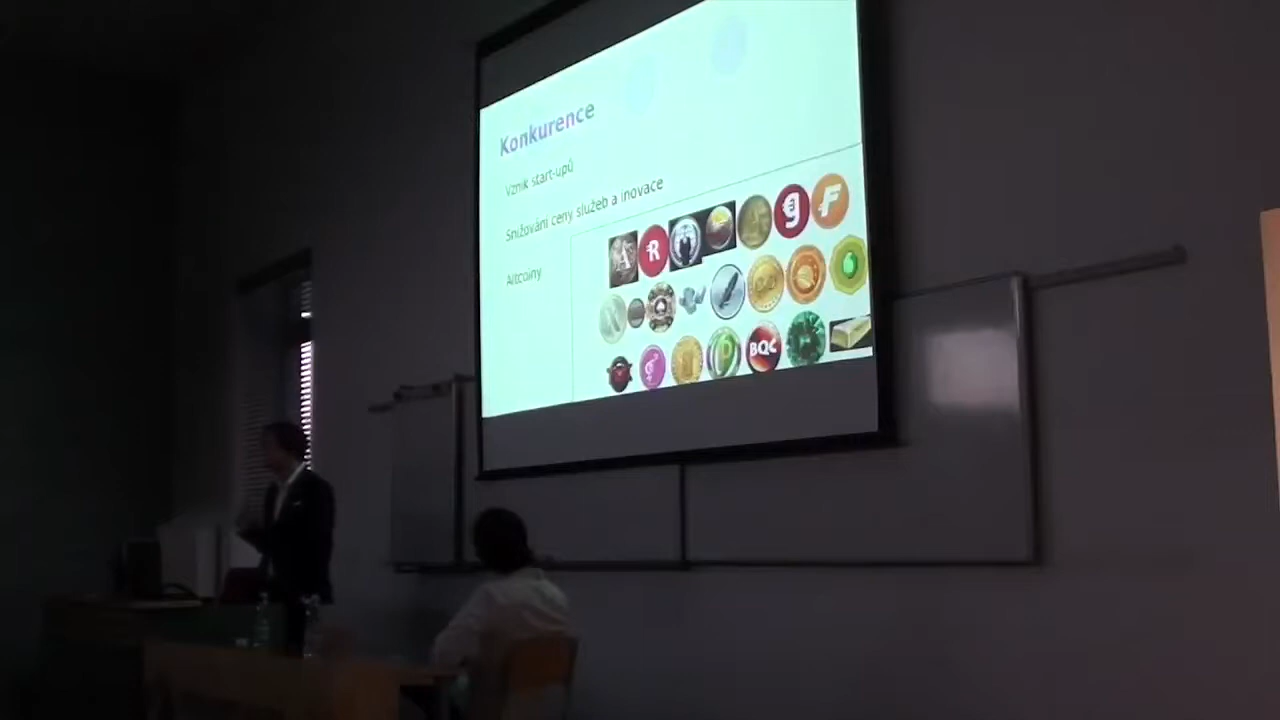 Konkurence
Vznik start-upů
Snižování ceny služeb a inovace
Altcoiny
A R g F
BQC